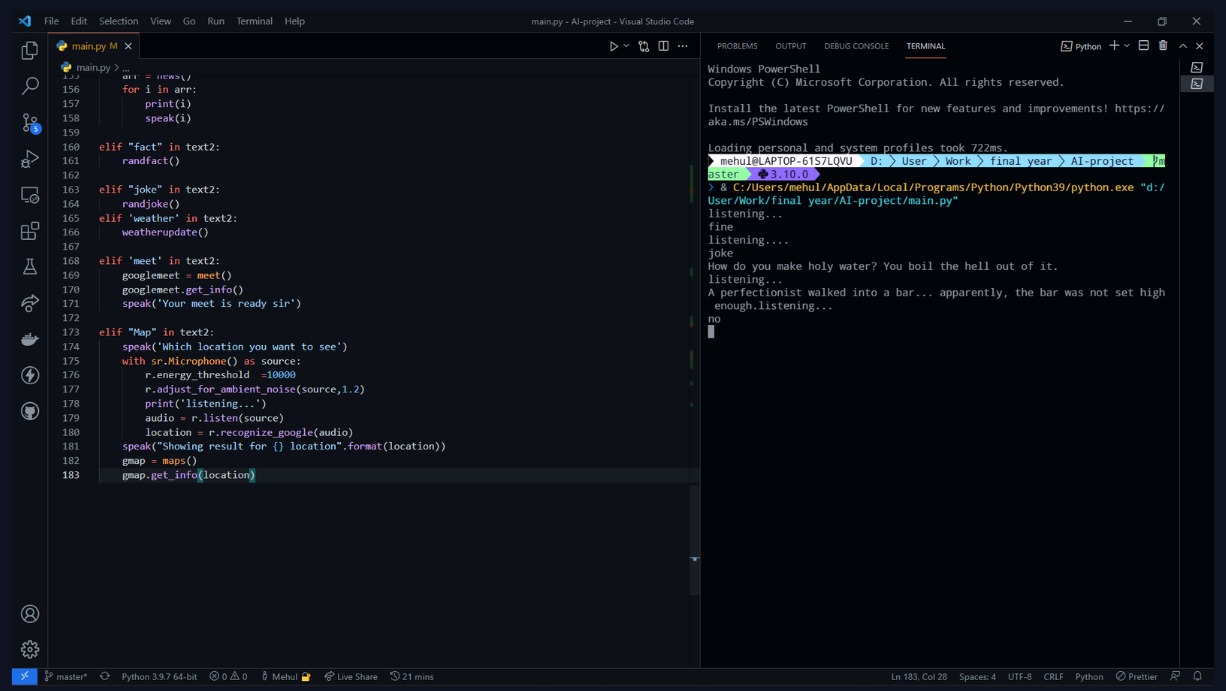 File Edit Selection View Go Run Terminal Help
main.py - AI-project - Visual Studio Code
main.py M
main.py > ...
155 arr = news()
156 for i in arr:
157 print(i)
158 speak(i)
159
160 elif "fact" in text2:
161 randfact()
162
163 elif "joke" in text2:
164 randjoke()
165 elif 'weather' in text2:
166 weatherupdate()
167
168 elif 'meet' in text2:
169 googlemeet = meet()
170 googlemeet.get_info()
171 speak('Your meet is ready sir')
172
173 elif "Map" in text2:
174 speak('Which location you want to see')
175 with sr.Microphone() as source:
176 r.energy_threshold =10000
177 r.adjust_for_ambient_noise(source,1.2)
178 print('listening...')
179 audio = r.listen(source)
180 location = r.recognize_google(audio)
181 speak("Showing result for {} location".format(location))
182 gmap = maps()
183 gmap.get_info(location)
PROBLEMS OUTPUT DEBUG CONSOLE TERMINAL
Python
Windows PowerShell
Copyright (C) Microsoft Corporation. All rights reserved.
Install the latest PowerShell for new features and improvements! https://
aka.ms/PSWindows
Loading personal and system profiles took 722ms.
mehul@LAPTOP-61S7LQVU D: > User > Work > final year > AI-project m
aster 3.10.0
> & C:/Users/mehul/AppData/Local/Programs/Python/Python39/python.exe "d:/
User/Work/final year/AI-project/main.py"
listening...
fine
listening....
joke
How do you make holy water? You boil the hell out of it.
listening...
A perfectionist walked into a bar... apparently, the bar was not set high
enough.listening...
no
5
master* Python 3.9.7 64-bit 0 0 Mehul Live Share 21 mins
Ln 183, Col 28 Spaces: 4 UTF-8 CRLF Python Prettier